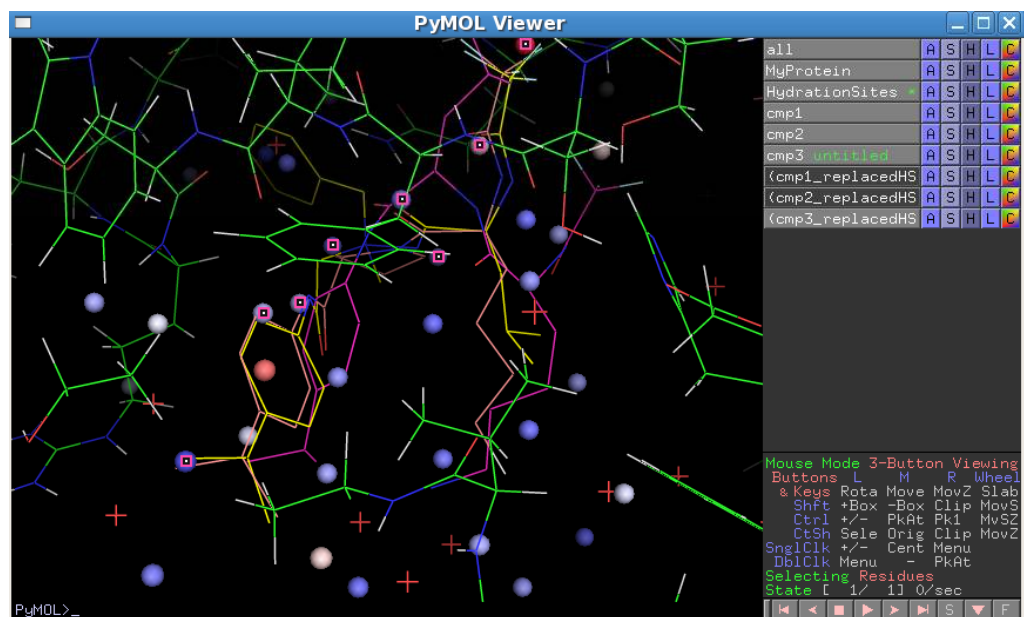 PyMOL Viewer
all A S H L C
MyProtein A S H L C
HydrationSites * A S H L C
cmp1 A S H L C
cmp2 A S H L C
cmp3 untitled A S H L C
(cmp1_replacedHS A S H L C
(cmp2_replacedHS A S H L C
(cmp3_replacedHS A S H L C
Mouse Mode 3-Button Viewing
Buttons L M R Wheel
& Keys Rota Move MovZ Slab
Shft +Box -Box Clip MovS
Ctrl +/- PkAt Pk1 MvSZ
CtSh Sele Orig Clip MovZ
SnglClk +/- Cent Menu
DblClk Menu - PkAt
Selecting Residues
State [ 1/ 1] 0/sec
PyMOL>_
S F